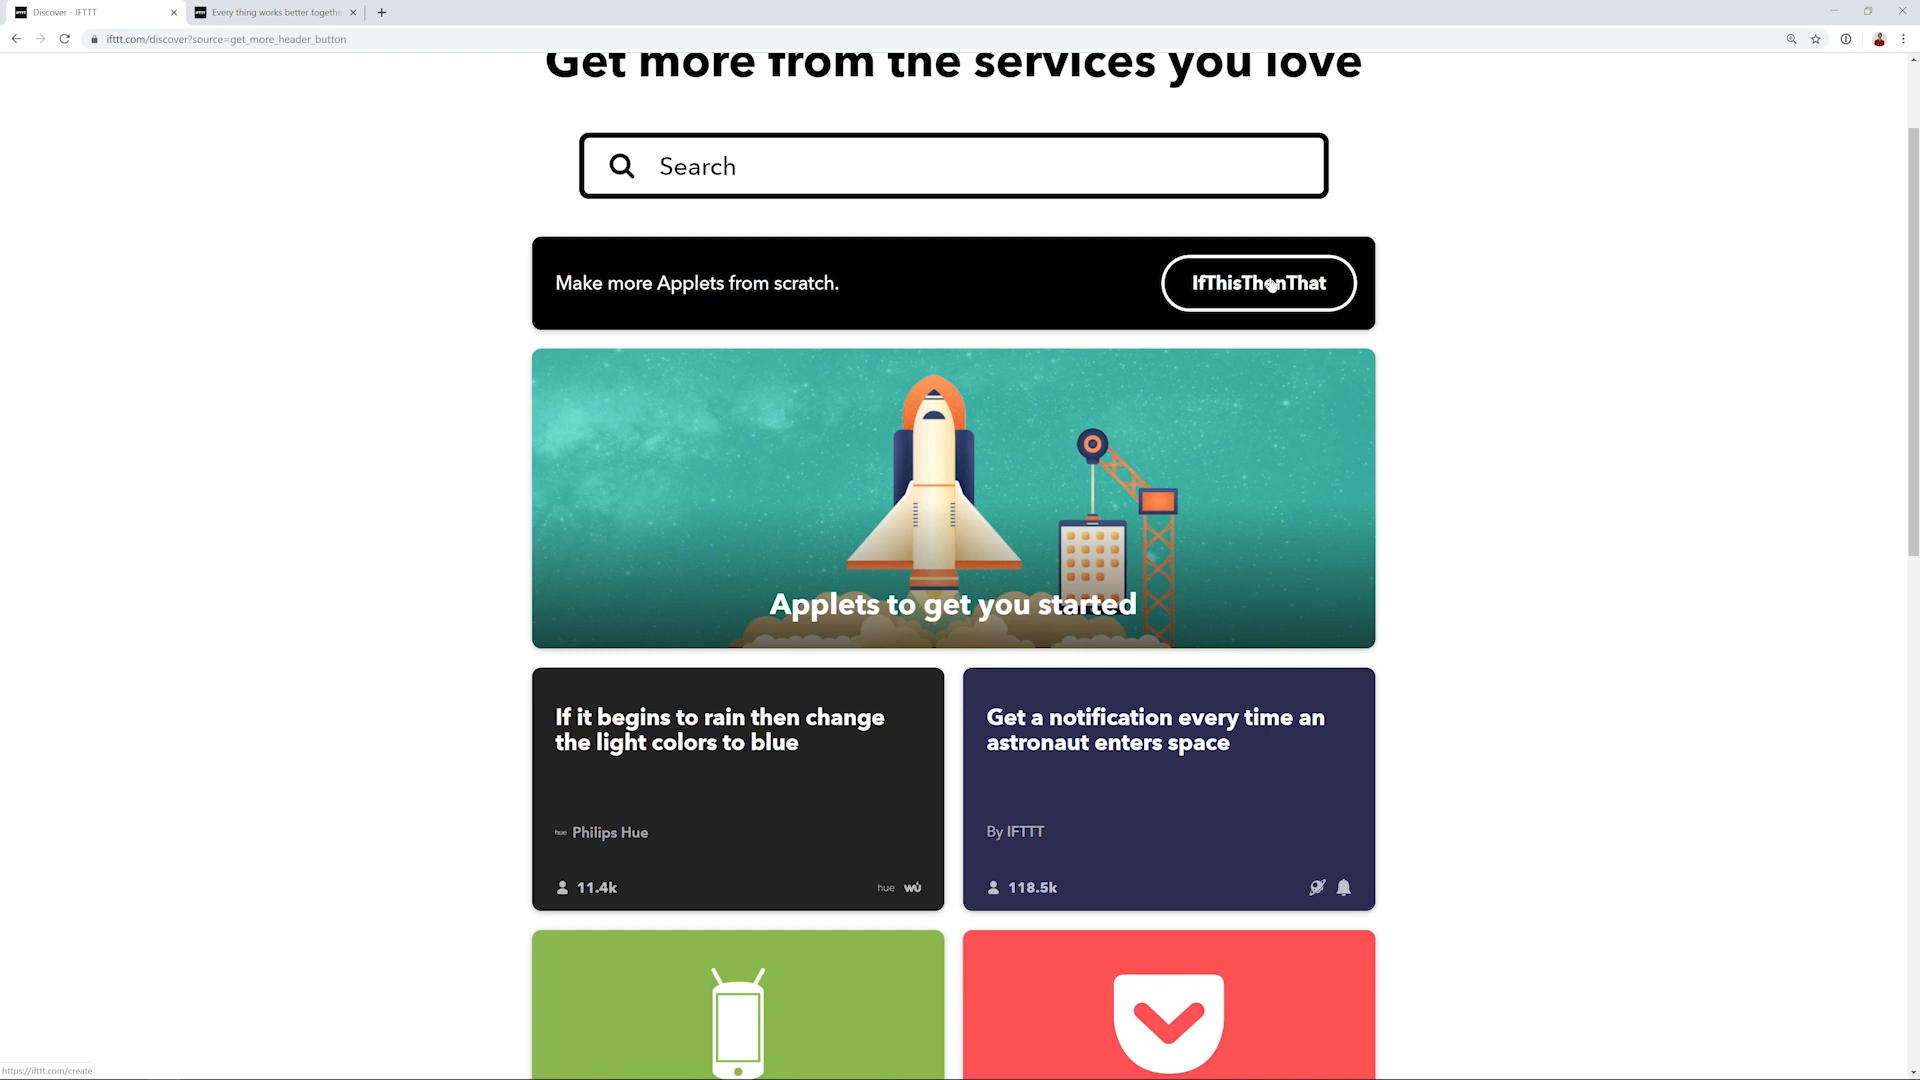 Discover - IFTTT
Every thing works better togethe
ifttt.com/discover?source=get_more_header_button
Get more from the services you love
Search
Make more Applets from scratch.
IfThisThenThat
Applets to get you started
If it begins to rain then change
the light colors to blue
hue Philips Hue
11.4k
hue wu
Get a notification every time an
astronaut enters space
By IFTTT
118.5k
https://ifttt.com/create